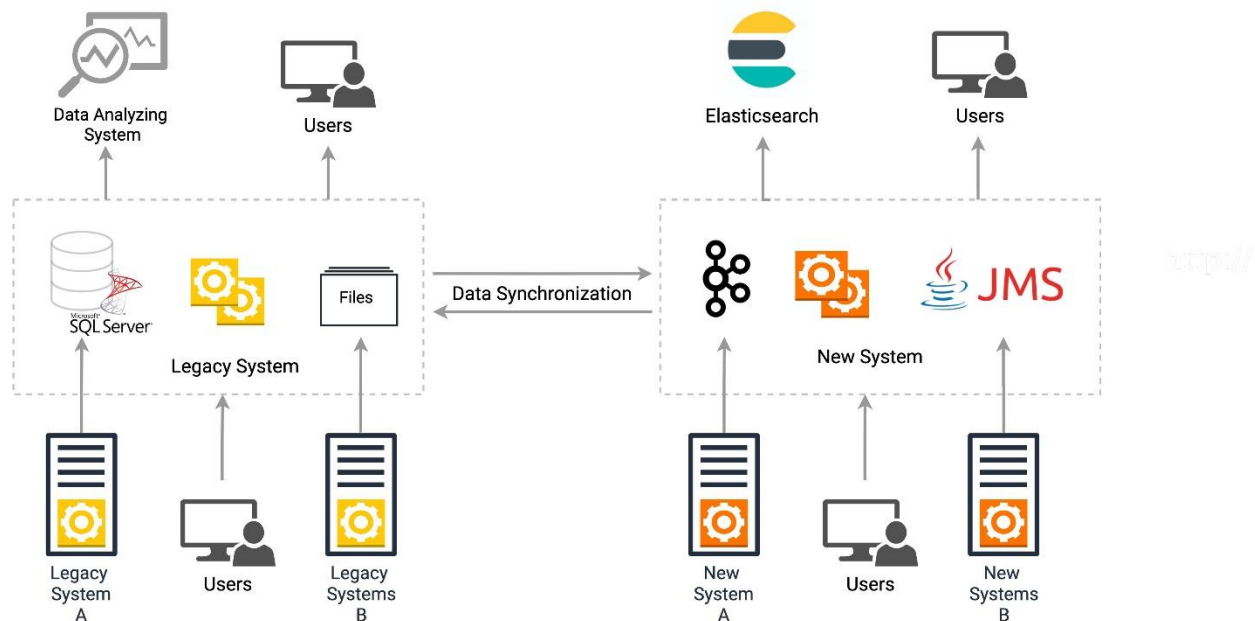 Data Analyzing
System
Users
Elasticsearch
Users
Microsoft
SQL Server
Files
Legacy System
Data Synchronization
JMS
New System
Legacy
System
A
Users
Legacy
Systems
B
New
System
A
Users
New
Systems
B